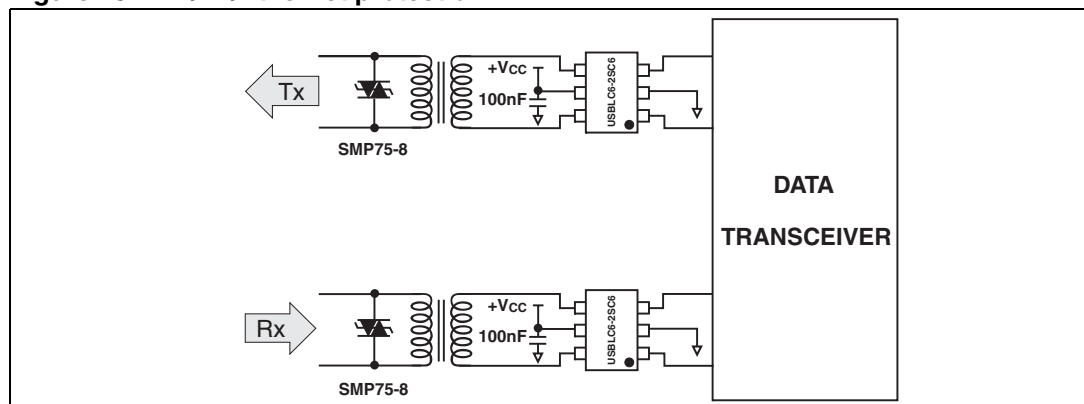 Tx
+Vcc
100nF
USBLC6-2SC6
SMP75-8
DATA
TRANSCEIVER
Rx
+Vcc
100nF
USBLC6-2SC6
SMP75-8